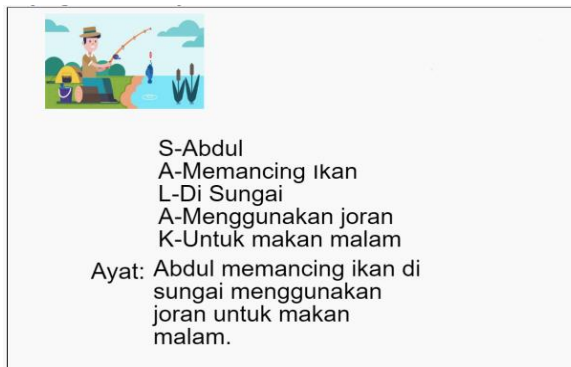 S-Abdul
A-Memancing Ikan
L-Di Sungai
A-Menggunakan joran
K-Untuk makan malam
Ayat: Abdul memancing ikan di
sungai menggunakan
joran untuk makan
malam.